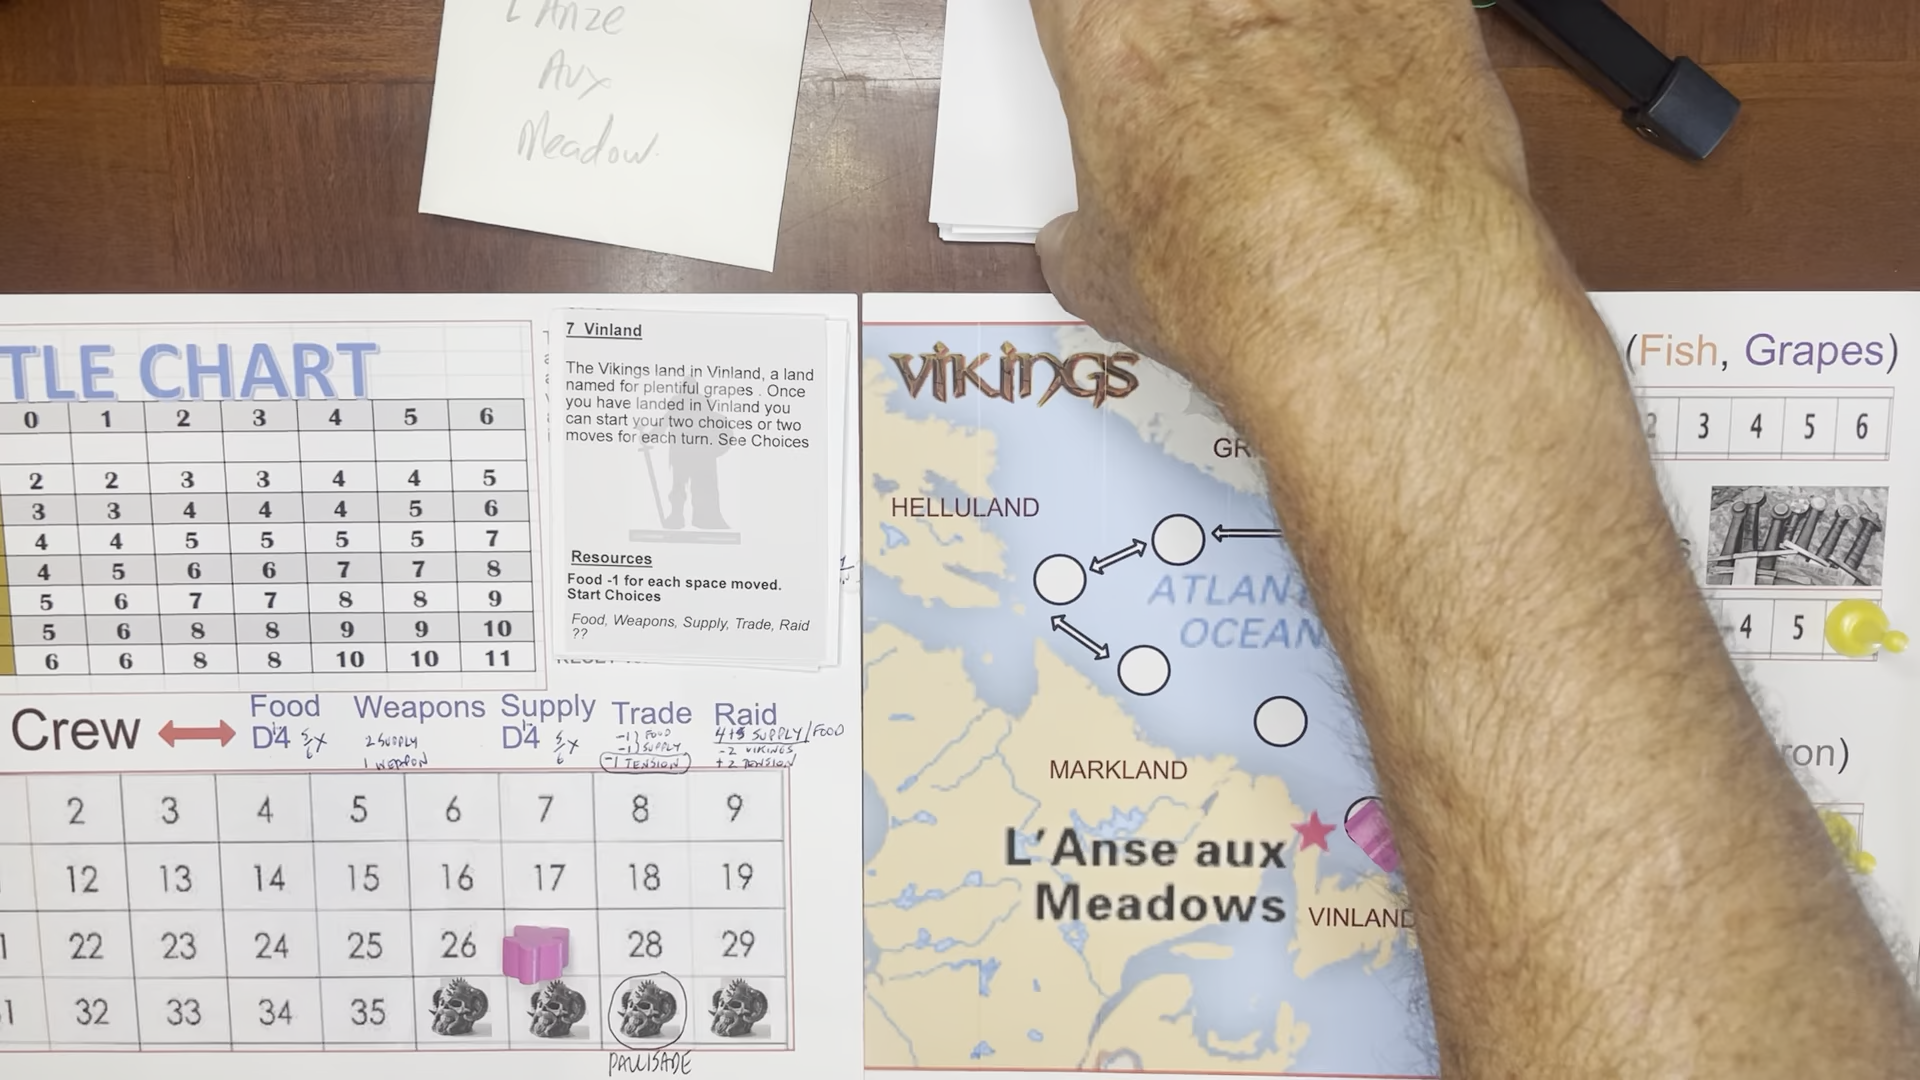 L'Anze
Aux
Meadow.
TLE CHART
0 1 2 3 4 5 6
2 2 3 3 4 4 5
3 3 4 4 4 5 6
4 4 5 5 5 5 7
4 5 6 6 7 7 8
5 6 7 7 8 8 9
5 6 8 8 9 9 10
6 6 8 8 10 10 11
7 Vinland
The Vikings land in Vinland, a land
named for plentiful grapes . Once
you have landed in Vinland you
can start your two choices or two
moves for each turn. See Choices
Resources
Food -1 for each space moved.
Start Choices
Food, Weapons, Supply, Trade, Raid
??
Crew
Food
D4
Weapons
2 SUPPLY
1 WEAPON
Supply
D4
Trade
-1) FOOD
-1) SUPPLY
-1 TENSION
Raid
4+5 SUPPLY/FOOD
-2 VIKINGS
+2 TENSION
2 3 4 5 6 7 8 9
12 13 14 15 16 17 18 19
22 23 24 25 26 28 29
32 33 34 35
PALLISADE
VIKINGS
HELLULAND
ATLAN
OCEAN
MARKLAND
L'Anse aux
Meadows
VINLAND
(Fish, Grapes)
2 3 4 5 6
4 5
ron)